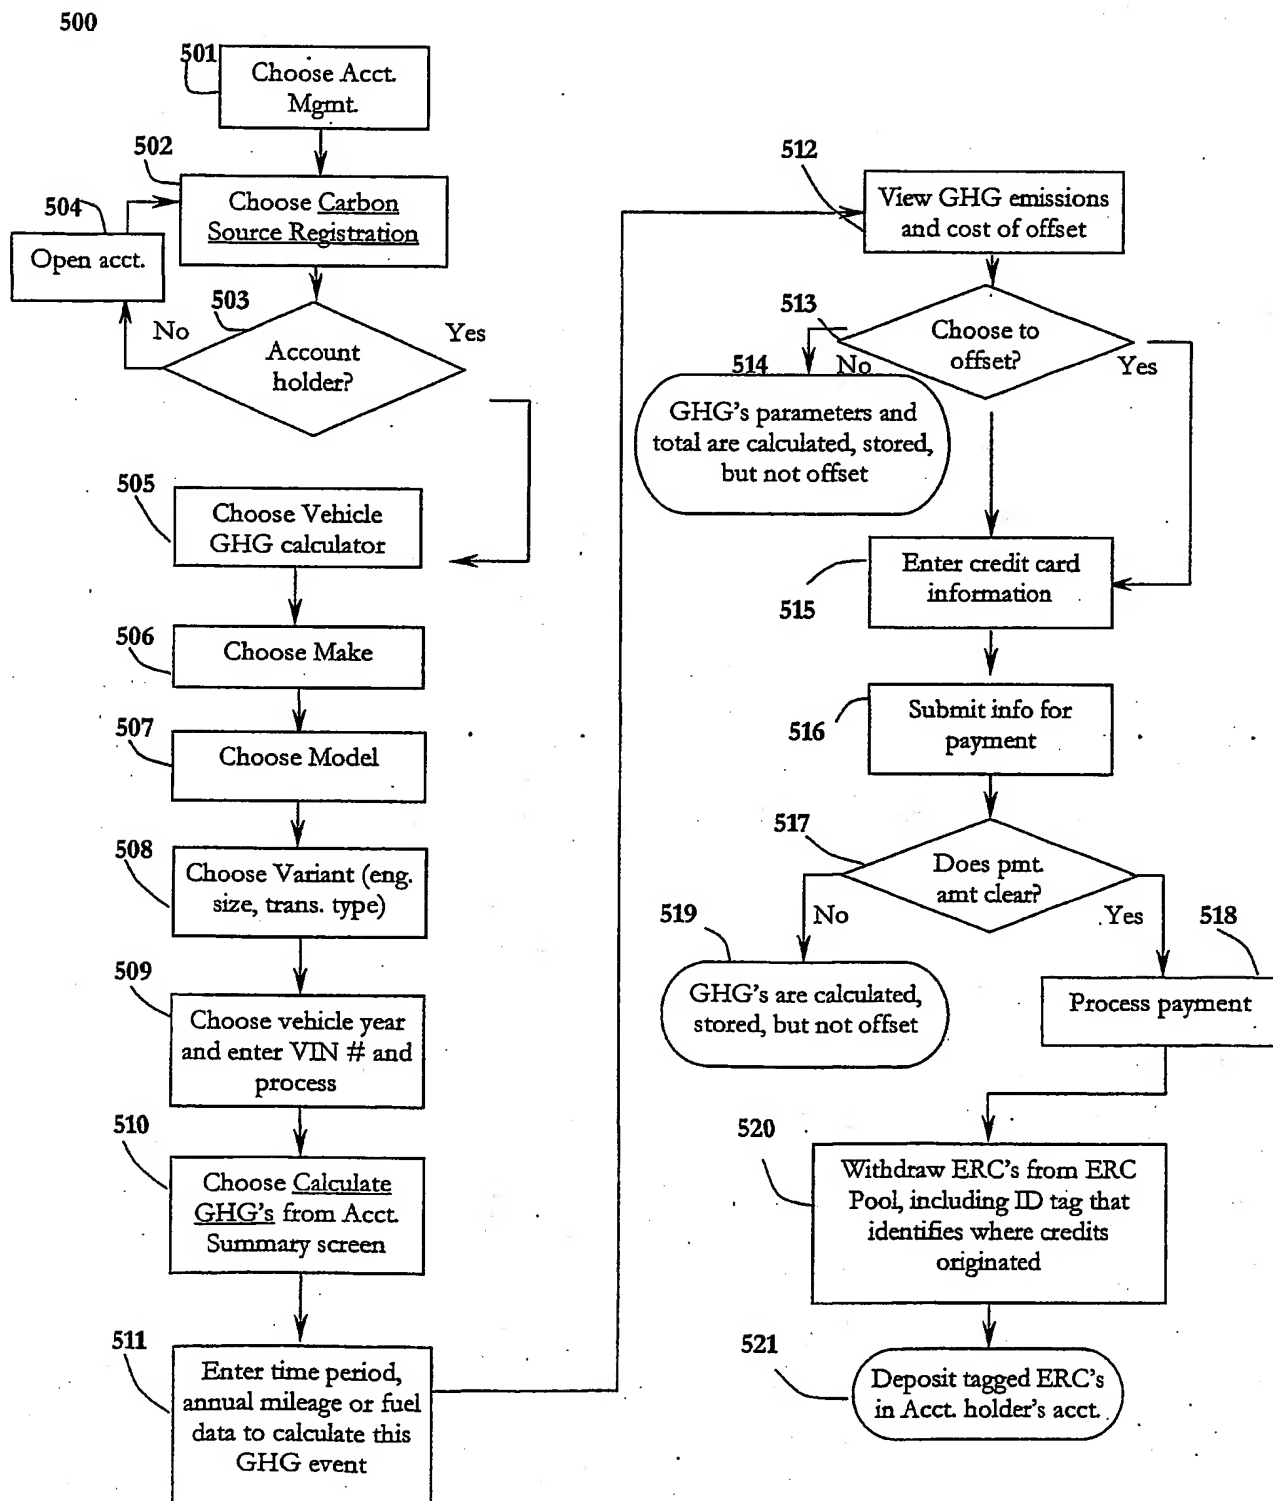 500
501
Choose Acct.
Mgmt.
502
Choose Carbon
Source Registration
504
Open acct.
503
No
Yes
Account
holder?
505
Choose Vehicle
GHG calculator
506
Choose Make
507
Choose Model
508
Choose Variant (eng.
size, trans. type)
509
Choose vehicle year
and enter VIN # and
process
510
Choose Calculate
GHG's from Acct.
Summary screen
511
Enter time period,
annual mileage or fuel
data to calculate this
GHG event
512
View GHG emissions
and cost of offset
513
Choose to
offset?
514
No
Yes
GHG's parameters and
total are calculated, stored,
but not offset
515
Enter credit card
information
516
Submit info for
payment
517
Does pmt.
amt clear?
519
No
Yes
518
GHG's are calculated,
stored, but not offset
Process payment
520
Withdraw ERC's from ERC
Pool, including ID tag that
identifies where credits
originated
521
Deposit tagged ERC's
in Acct. holder's acct.